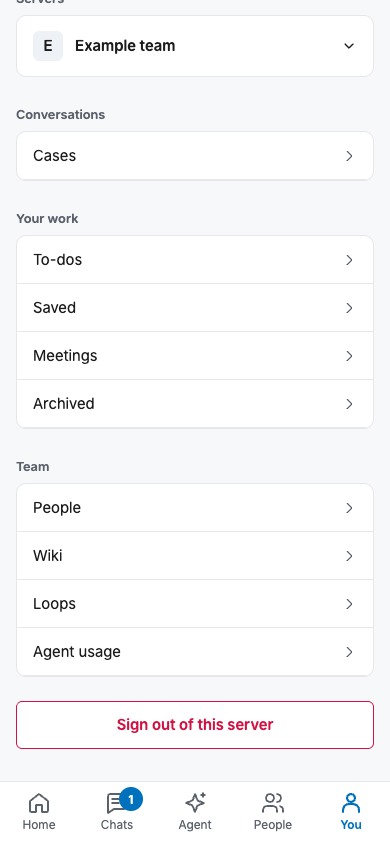 Servers
E
Example team
Conversations
Cases
Your work
To-dos
Saved
Meetings
Archived
Team
People
Wiki
Loops
Agent usage
Sign out of this server
1
Home
Chats
Agent
People
You